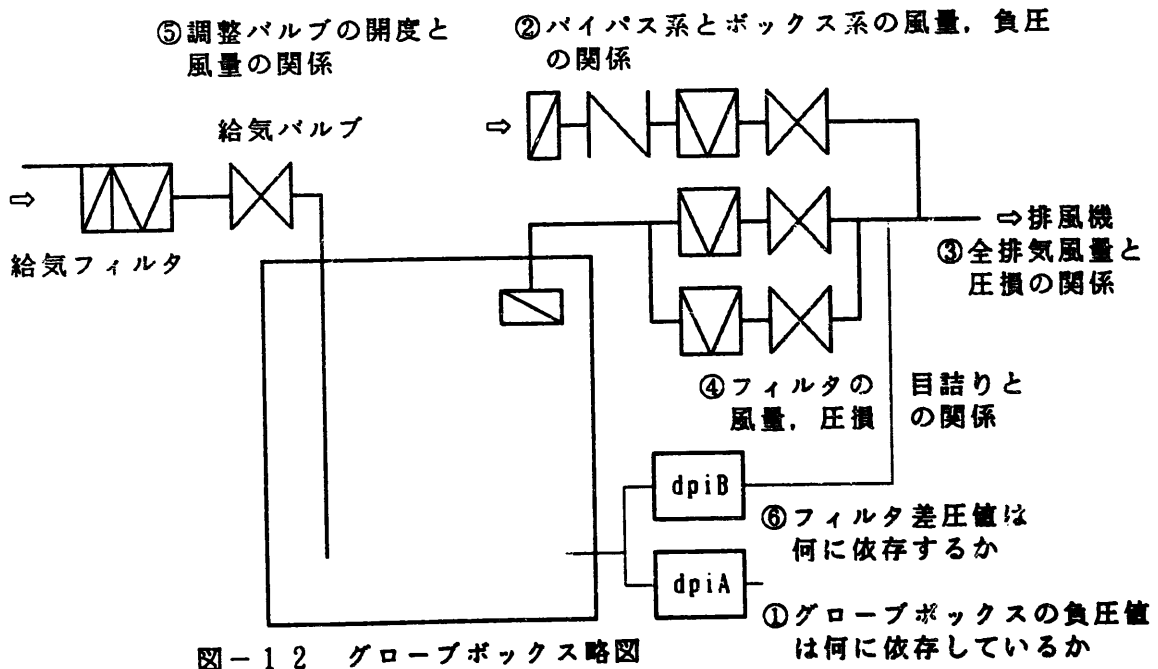 ⑤調整バルブの開度と
風量の関係
②バイパス系とボックス系の風量，負圧
の関係
給気バルブ
⇨
⇨
給気フィルタ
⇨排風機
③全排気風量と
圧損の関係
④フィルタの 目詰りと
風量，圧損 の関係
dpiB
⑥フィルタ差圧値は
何に依存するか
dpiA
①グローブボックスの負圧値
は何に依存しているか
図－12 グローブボックス略図